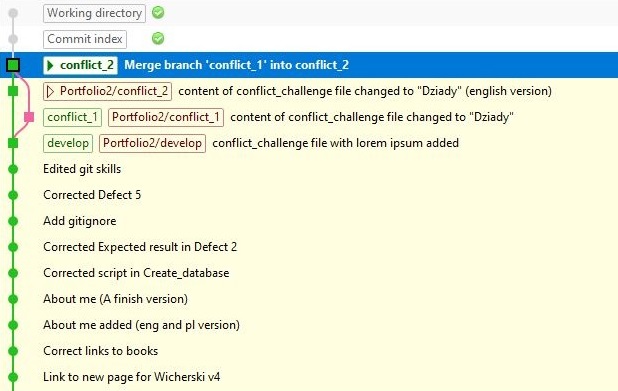 Working directory
Commit index
conflict_2 Merge branch 'conflict_1' into conflict_2
Portfolio2/conflict_2 content of conflict_challenge file changed to "Dziady" (english version)
conflict_1 Portfolio2/conflict_1 content of conflict_challenge file changed to "Dziady"
develop Portfolio2/develop conflict_challenge file with lorem ipsum added
Edited git skills
Corrected Defect 5
Add gitignore
Corrected Expected result in Defect 2
Corrected script in Create_database
About me (A finish version)
About me added (eng and pl version)
Correct links to books
Link to new page for Wicherski v4